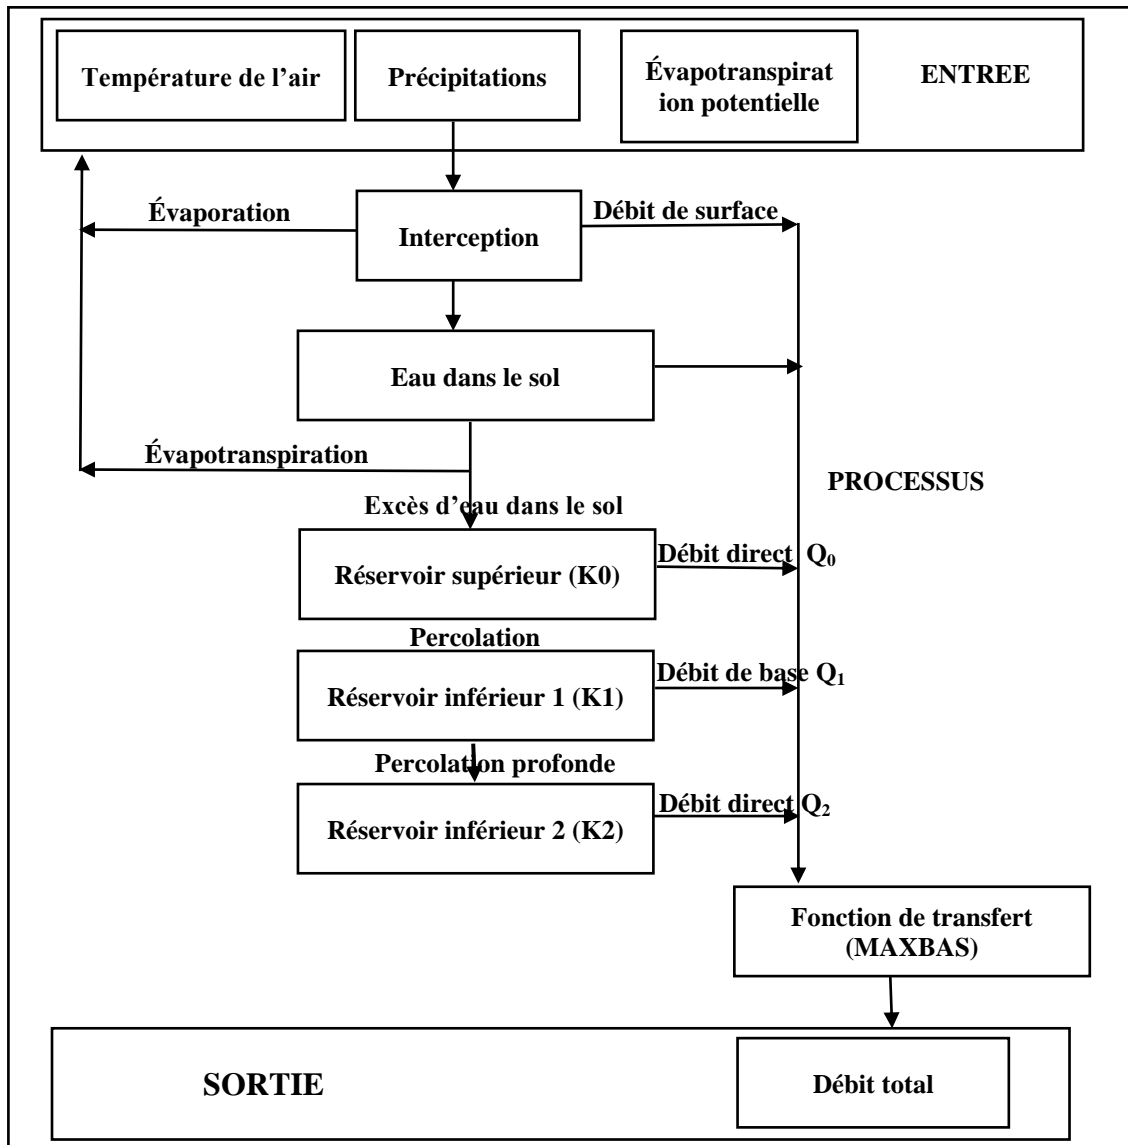 Température de l'air
Précipitations
Évapotranspirat
ion potentielle
ENTREE
Évaporation
Débit de surface
Interception
Eau dans le sol
Évapotranspiration
PROCESSUS
Excès d'eau dans le sol
Débit direct Q₀
Réservoir supérieur (K0)
Percolation
Débit de base Q₁
Réservoir inférieur 1 (K1)
Percolation profonde
Débit direct Q₂
Réservoir inférieur 2 (K2)
Fonction de transfert
(MAXBAS)
SORTIE
Débit total